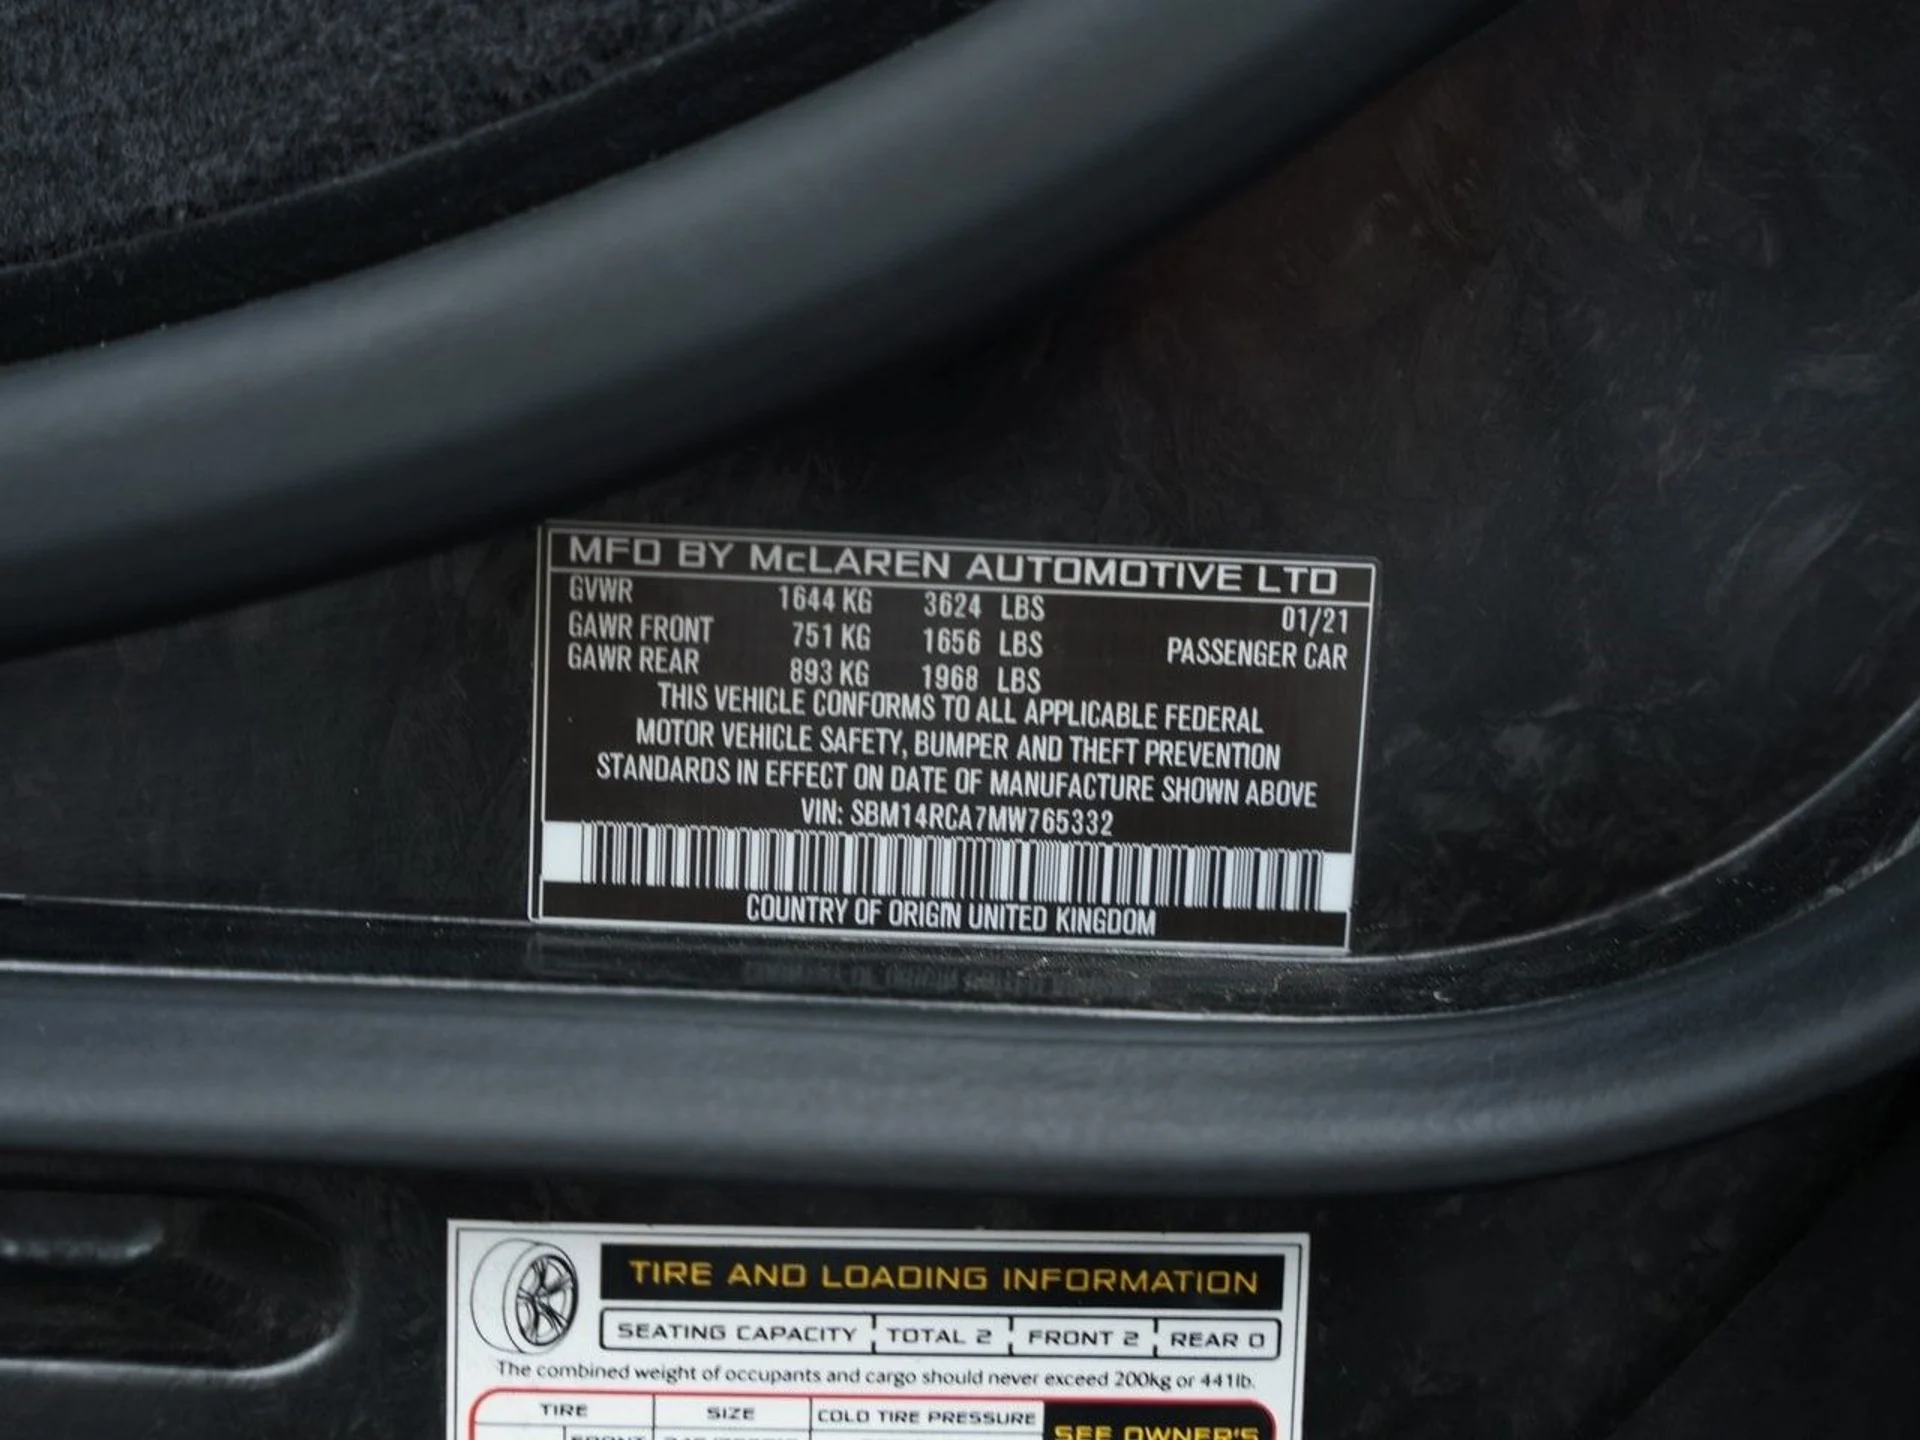 MFD BY McLAREN AUTOMOTIVE LTD
GVWR 1644 KG 3624 LBS 01/21
GAWR FRONT 751 KG 1656 LBS PASSENGER CAR
GAWR REAR 893 KG 1968 LBS
THIS VEHICLE CONFORMS TO ALL APPLICABLE FEDERAL
MOTOR VEHICLE SAFETY, BUMPER AND THEFT PREVENTION
STANDARDS IN EFFECT ON DATE OF MANUFACTURE SHOWN ABOVE
VIN: SBM14RCA7MW765332
COUNTRY OF ORIGIN UNITED KINGDOM
TIRE AND LOADING INFORMATION
SEATING CAPACITY TOTAL 2 FRONT 2 REAR 0
The combined weight of occupants and cargo should never exceed 200kg or 441lb.
TIRE SIZE COLD TIRE PRESSURE SEE OWNER'S
FRONT